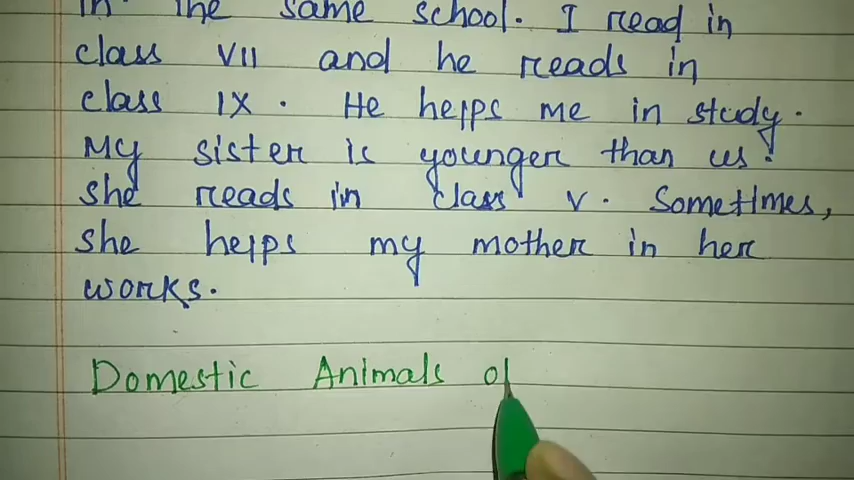 in the same school. I read in
class VII and he reads in
class IX. He helps me in study.
My sister is younger than us.
she reads in class V. Sometimes,
she helps my mother in her
works.
Domestic Animals